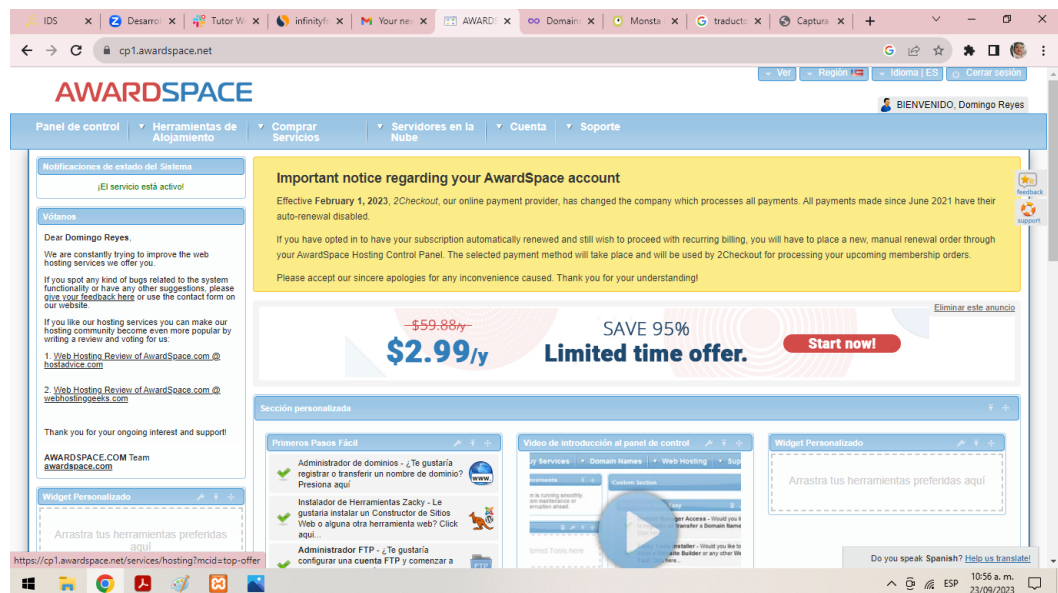 IDS
Desarrol
Tutor W
infinityfr
Your nev
AWARDS
Domain
Monsta
traducto
Captura
cp1.awardspace.net
Ver
Región
Idioma | ES
Cerrar sesión
AWARDSPACE
BIENVENIDO, Domingo Reyes
Panel de control
Herramientas de
Alojamiento
Comprar
Servicios
Servidores en la
Nube
Cuenta
Soporte
Notificaciones de estado del Sistema
¡El servicio está activo!
Vótanos
Dear Domingo Reyes,
We are constantly trying to improve the web
hosting services we offer you.
If you spot any kind of bugs related to the system
functionality or have any other suggestions, please
give your feedback here or use the contact form on
our website.
If you like our hosting services you can make our
hosting community become even more popular by
writing a review and voting for us:
1. Web Hosting Review of AwardSpace.com @
hostadvice.com
2. Web Hosting Review of AwardSpace.com @
webhostinggeeks.com
Thank you for your ongoing interest and support!
AWARDSPACE.COM Team
awardspace.com
Widget Personalizado
Arrastra tus herramientas preferidas
aquí
Important notice regarding your AwardSpace account
Effective February 1, 2023, 2Checkout, our online payment provider, has changed the company which processes all payments. All payments made since June 2021 have their
auto-renewal disabled.
If you have opted in to have your subscription automatically renewed and still wish to proceed with recurring billing, you will have to place a new, manual renewal order through
your AwardSpace Hosting Control Panel. The selected payment method will take place and will be used by 2Checkout for processing your upcoming membership orders.
Please accept our sincere apologies for any inconvenience caused. Thank you for your understanding!
feedback
support
Eliminar este anuncio
$59.88/y
$2.99/y
SAVE 95%
Limited time offer.
Start now!
Sección personalizada
Primeros Pasos Fácil
Administrador de dominios - ¿Te gustaría
registrar o transferir un nombre de dominio?
Presiona aquí
www.
Instalador de Herramientas Zacky - Le
gustaria instalar un Constructor de Sitios
Web o alguna otra herramienta web? Click
aqui...
Administrador FTP - ¿Te gustaría
configurar una cuenta FTP y comenzar a
FTP
Video de introducción al panel de control
uy Services
Domain Names
Web Hosting
Sup
Custom Section
Widget Personalizado
Arrastra tus herramientas preferidas aquí
https://cp1.awardspace.net/services/hosting?mcid=top-offer
Do you speak Spanish? Help us translate!
ESP
10:56 a. m.
23/09/2023